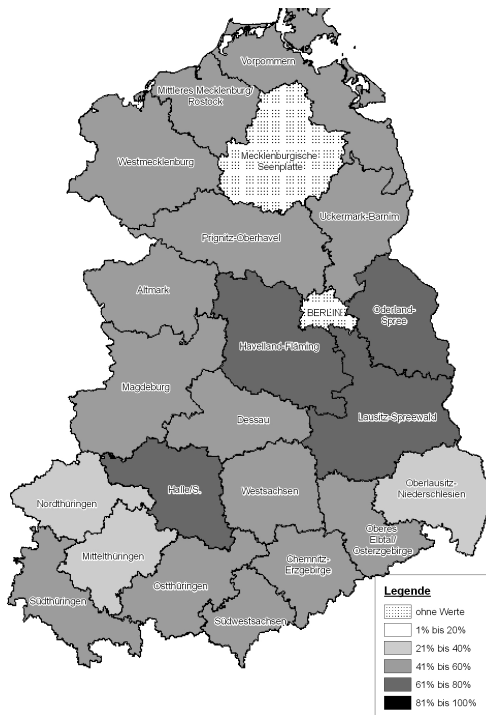 Vorpommern
Mittleres Mecklenburg/
Rostock
Mecklenburgische
Seenplatte
Westmecklenburg
Uckermark-Barnim
Prignitz-Oberhavel
Altmark
BERLIN
Oderland-
Spree
Havelland-Fläming
Magdeburg
Dessau
Lausitz-Spreewald
Oberlausitz-
Niederschlesien
Nordthüringen
Halle/S.
Westsachsen
Oberes
Elbtal/
Osterzgebirge
Mittelthüringen
Chemnitz-
Erzgebirge
Ostthüringen
Südthüringen
Südwestsachsen
Legende
ohne Werte
1% bis 20%
21% bis 40%
41% bis 60%
61% bis 80%
81% bis 100%